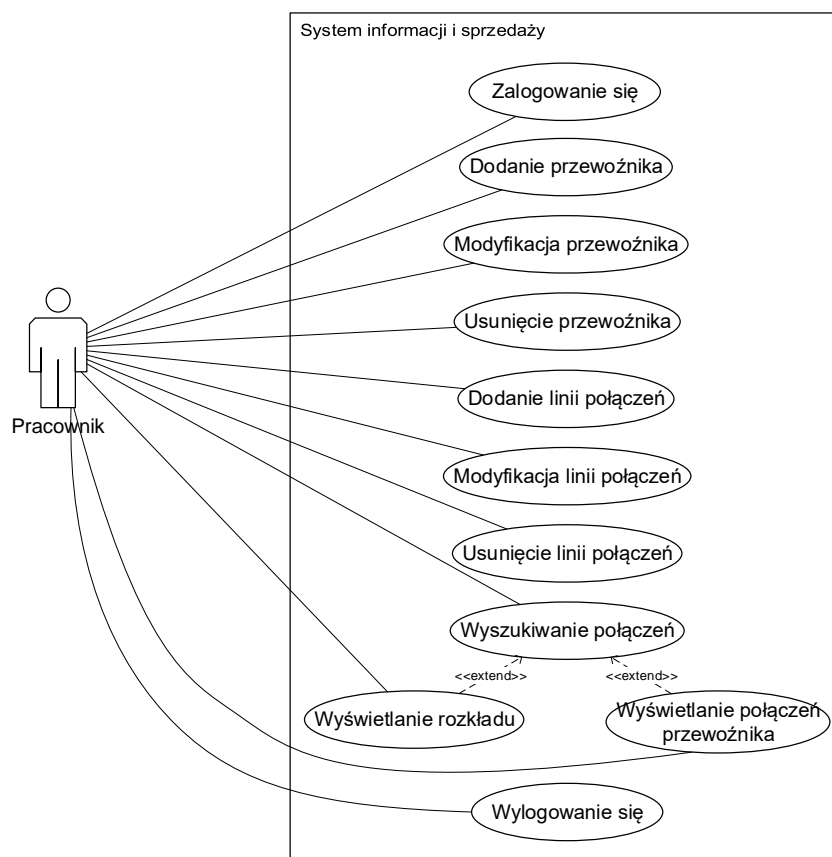 System informacji i sprzedaży
Zalogowanie się
Dodanie przewoźnika
Modyfikacja przewoźnika
Usunięcie przewoźnika
Dodanie linii połączeń
Pracownik
Modyfikacja linii połączeń
Usunięcie linii połączeń
Wyszukiwanie połączeń
<<extend>>
<<extend>>
Wyświetlanie rozkładu
Wyświetlanie połączeń
przewoźnika
Wylogowanie się